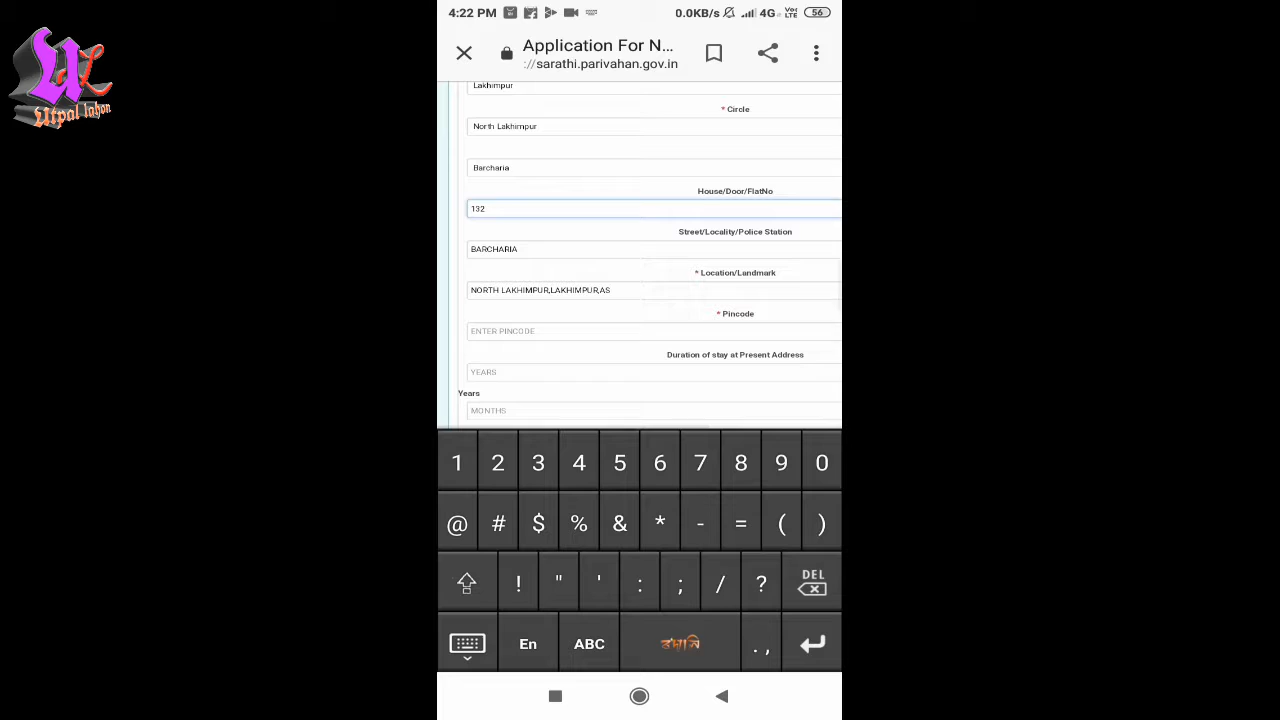 4:22 PM
0.0KB/s 4G VoLTE 56
Application For N...
://sarathi.parivahan.gov.in
UL
Utpal lahon
Lakhimpur
* Circle
North Lakhimpur
Barcharia
House/Door/FlatNo
132
Street/Locality/Police Station
BARCHARIA
* Location/Landmark
NORTH LAKHIMPUR,LAKHIMPUR,AS
* Pincode
ENTER PINCODE
Duration of stay at Present Address
YEARS
Years
MONTHS
1 2 3 4 5 6 7 8 9 0
@ # $ % & * - = ( )
! " ' : ; / ? DEL
En ABC . ,